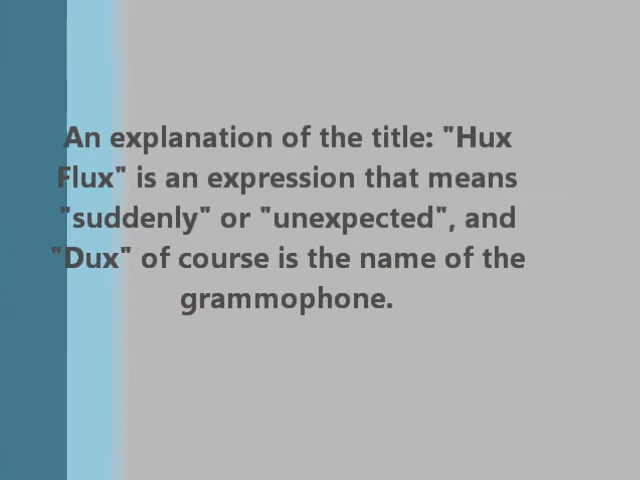 An explanation of the title: "Hux
Flux" is an expression that means
"suddenly" or "unexpected", and
"Dux" of course is the name of the
grammophone.